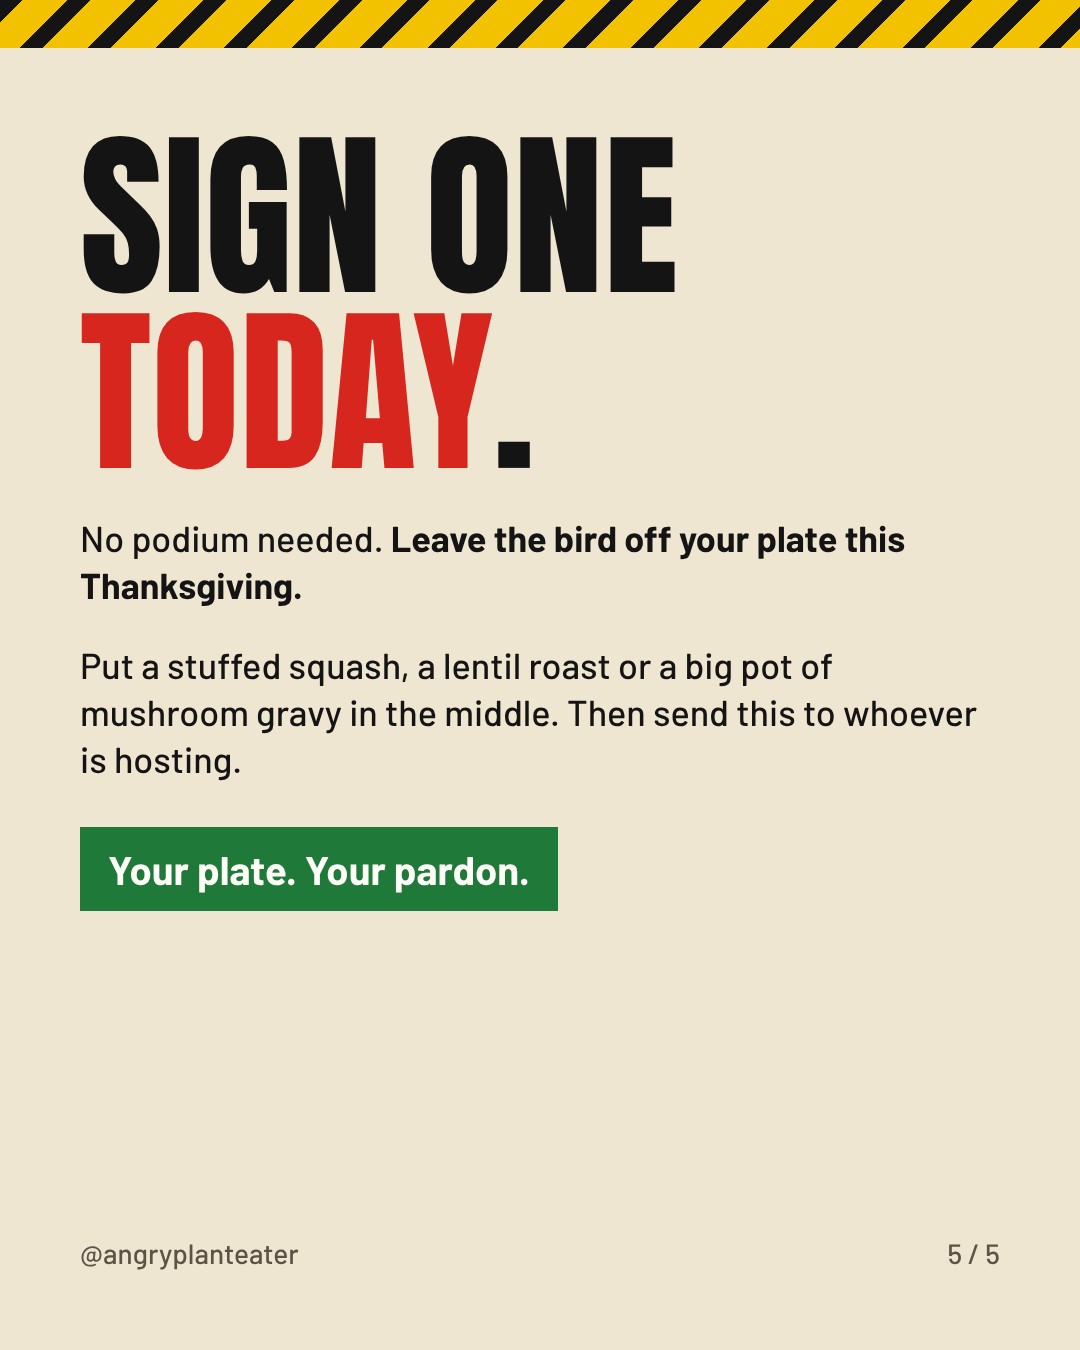 SIGN ONE
TODAY.
No podium needed. Leave the bird off your plate this
Thanksgiving.
Put a stuffed squash, a lentil roast or a big pot of
mushroom gravy in the middle. Then send this to whoever
is hosting.
Your plate. Your pardon.
@angryplanteater
5 / 5